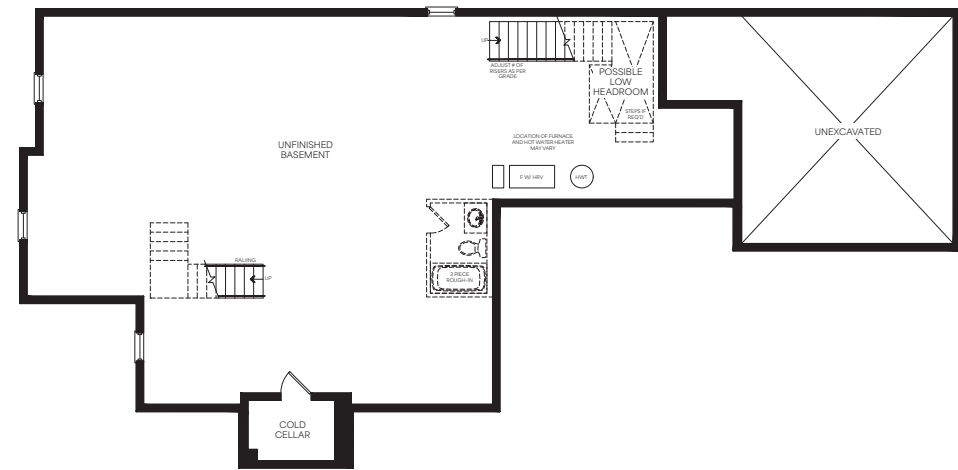 UP
ADJUST # OF
RISERS AS PER
GRADE
POSSIBLE
LOW
HEADROOM
STEPS IF
REQ'D
UNEXCAVATED
UNFINISHED
BASEMENT
LOCATION OF FURNACE
AND HOT WATER HEATER
MAY VARY
F W/ HRV
HWT
RALIING
UP
3 PIECE
ROUGH-IN
COLD
CELLAR